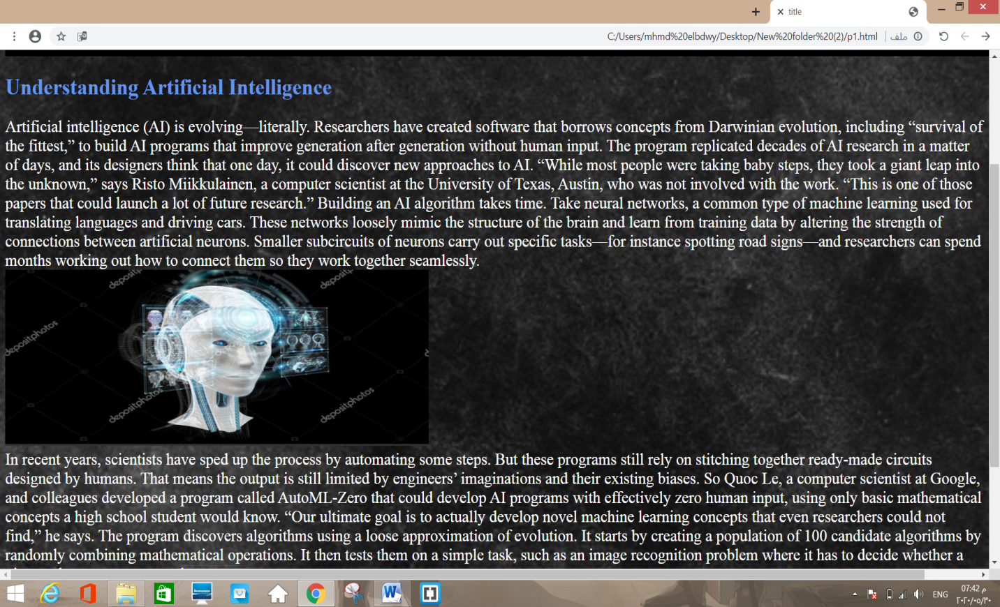 title
C:/Users/mhmd%20elbdwy/Desktop/New%20folder%20(2)/p1.html
ملف
Understanding Artificial Intelligence
Artificial intelligence (AI) is evolving—literally. Researchers have created software that borrows concepts from Darwinian evolution, including “survival of
the fittest,” to build AI programs that improve generation after generation without human input. The program replicated decades of AI research in a matter
of days, and its designers think that one day, it could discover new approaches to AI. “While most people were taking baby steps, they took a giant leap into
the unknown,” says Risto Miikkulainen, a computer scientist at the University of Texas, Austin, who was not involved with the work. “This is one of those
papers that could launch a lot of future research.” Building an AI algorithm takes time. Take neural networks, a common type of machine learning used for
translating languages and driving cars. These networks loosely mimic the structure of the brain and learn from training data by altering the strength of
connections between artificial neurons. Smaller subcircuits of neurons carry out specific tasks—for instance spotting road signs—and researchers can spend
months working out how to connect them so they work together seamlessly.
deposit
deposit
depositphotos
depositphotos
depositphotos
In recent years, scientists have sped up the process by automating some steps. But these programs still rely on stitching together ready-made circuits
designed by humans. That means the output is still limited by engineers’ imaginations and their existing biases. So Quoc Le, a computer scientist at Google,
and colleagues developed a program called AutoML-Zero that could develop AI programs with effectively zero human input, using only basic mathematical
concepts a high school student would know. “Our ultimate goal is to actually develop novel machine learning concepts that even researchers could not
find,” he says. The program discovers algorithms using a loose approximation of evolution. It starts by creating a population of 100 candidate algorithms by
randomly combining mathematical operations. It then tests them on a simple task, such as an image recognition problem where it has to decide whether a
ENG
07:42 م
٢٠٢٠/٠٥/٣٠